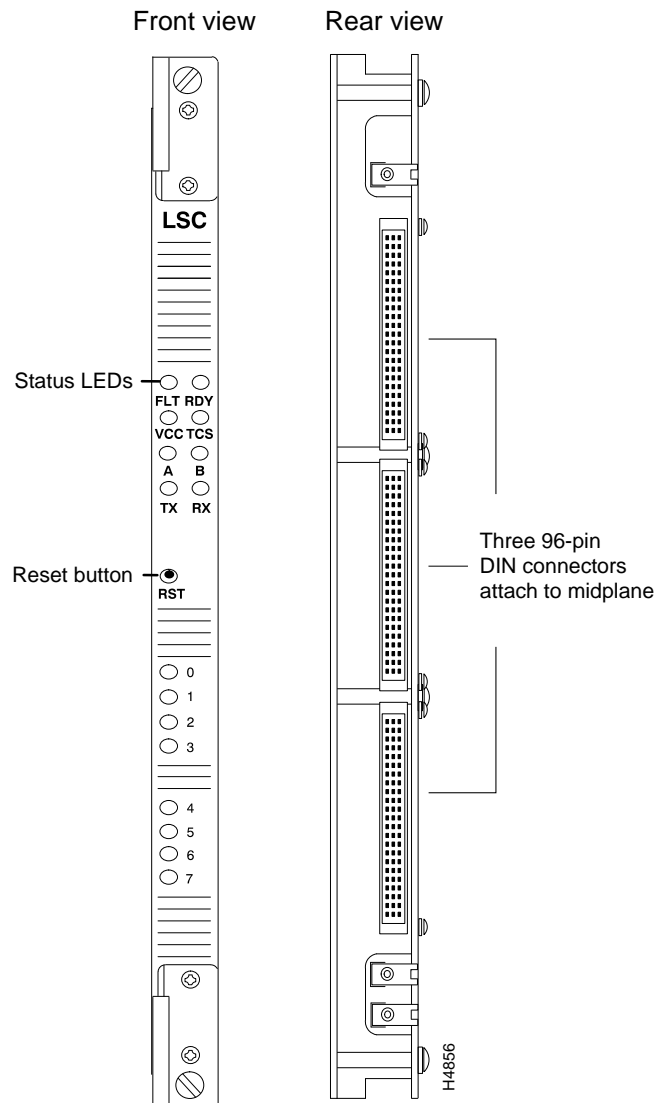 Front view
Rear view
LSC
Status LEDs
FLT RDY
VCC TCS
A B
TX RX
Reset button
RST
0
1
2
3
4
5
6
7
Three 96-pin
DIN connectors
attach to midplane
H4856